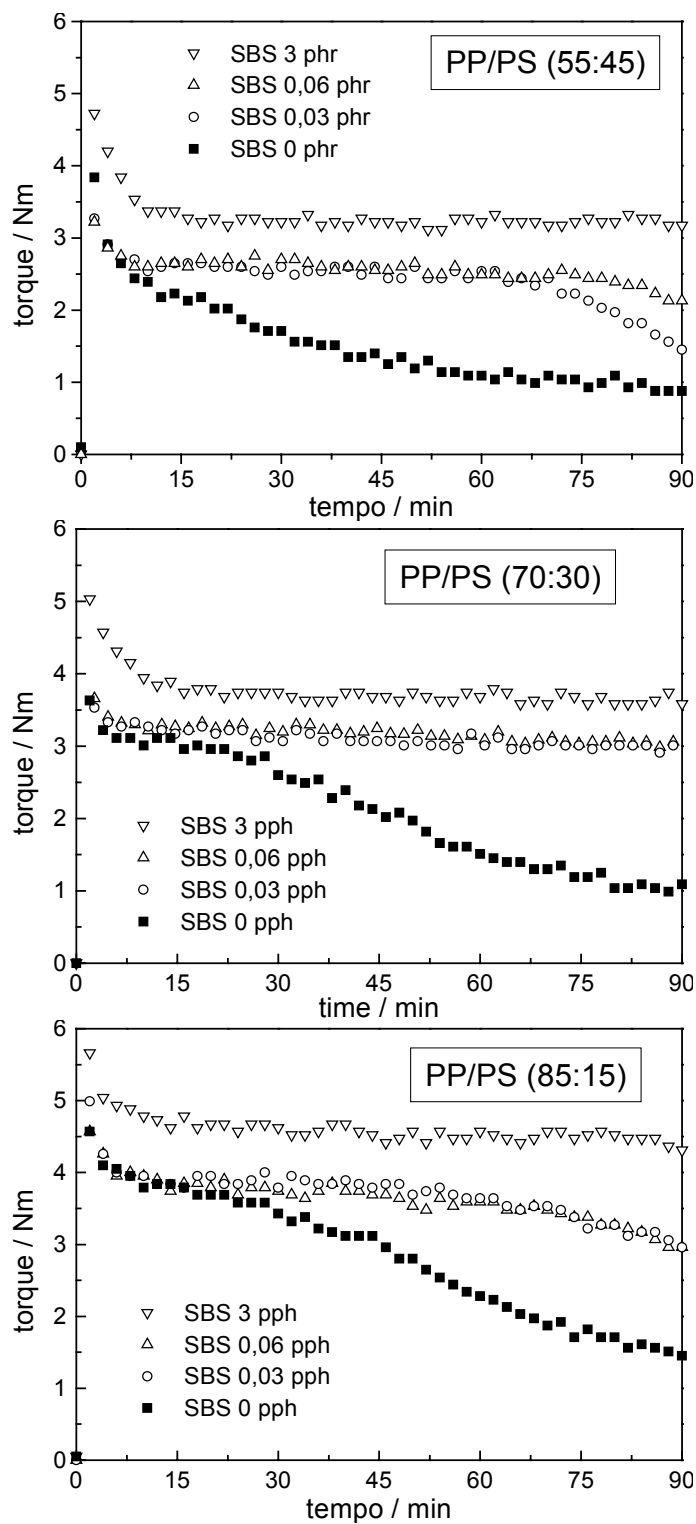 6
5
4
3
2
1
0
torque / Nm
SBS 3 phr
SBS 0,06 phr
SBS 0,03 phr
SBS 0 phr
PP/PS (55:45)
0 15 30 45 60 75 90
tempo / min
6
5
4
3
2
1
0
torque / Nm
PP/PS (70:30)
SBS 3 pph
SBS 0,06 pph
SBS 0,03 pph
SBS 0 pph
0 15 30 45 60 75 90
time / min
6
5
4
3
2
1
0
torque / Nm
PP/PS (85:15)
SBS 3 pph
SBS 0,06 pph
SBS 0,03 pph
SBS 0 pph
0 15 30 45 60 75 90
tempo / min